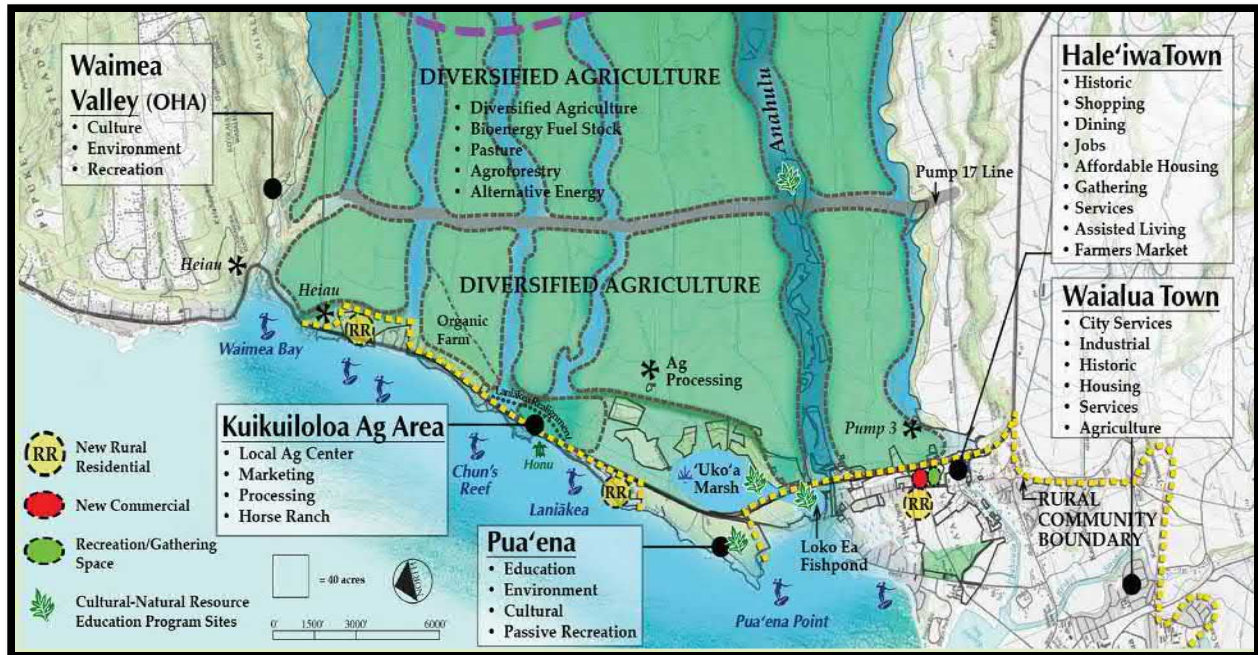 Waimea
Valley (OHA)
• Culture
• Environment
• Recreation
DIVERSIFIED AGRICULTURE
• Diversified Agriculture
• Bioenergy Fuel Stock
• Pasture
• Agroforestry
• Alternative Energy
Anahulu
Pump 17 Line
Hale‘iwa Town
• Historic
• Shopping
• Dining
• Jobs
• Affordable Housing
• Gathering
• Services
• Assisted Living
• Farmers Market
Heiau
Heiau
RR
Waimea Bay
DIVERSIFIED AGRICULTURE
Organic
Farm
Ag
Processing
Pump 3
Waialua Town
• City Services
• Industrial
• Historic
• Housing
• Services
• Agriculture
Kuikuiloloa Ag Area
• Local Ag Center
• Marketing
• Processing
• Horse Ranch
Chun's
Reef
Honu
Laniākea
RR
‘Uko‘a
Marsh
Loko Ea
Fishpond
RR
RURAL
COMMUNITY
BOUNDARY
Pua‘ena
• Education
• Environment
• Cultural
• Passive Recreation
Pua‘ena Point
RR
New Rural
Residential
New Commercial
Recreation/Gathering
Space
Cultural-Natural Resource
Education Program Sites
= 40 acres
0' 1500' 3000' 6000'